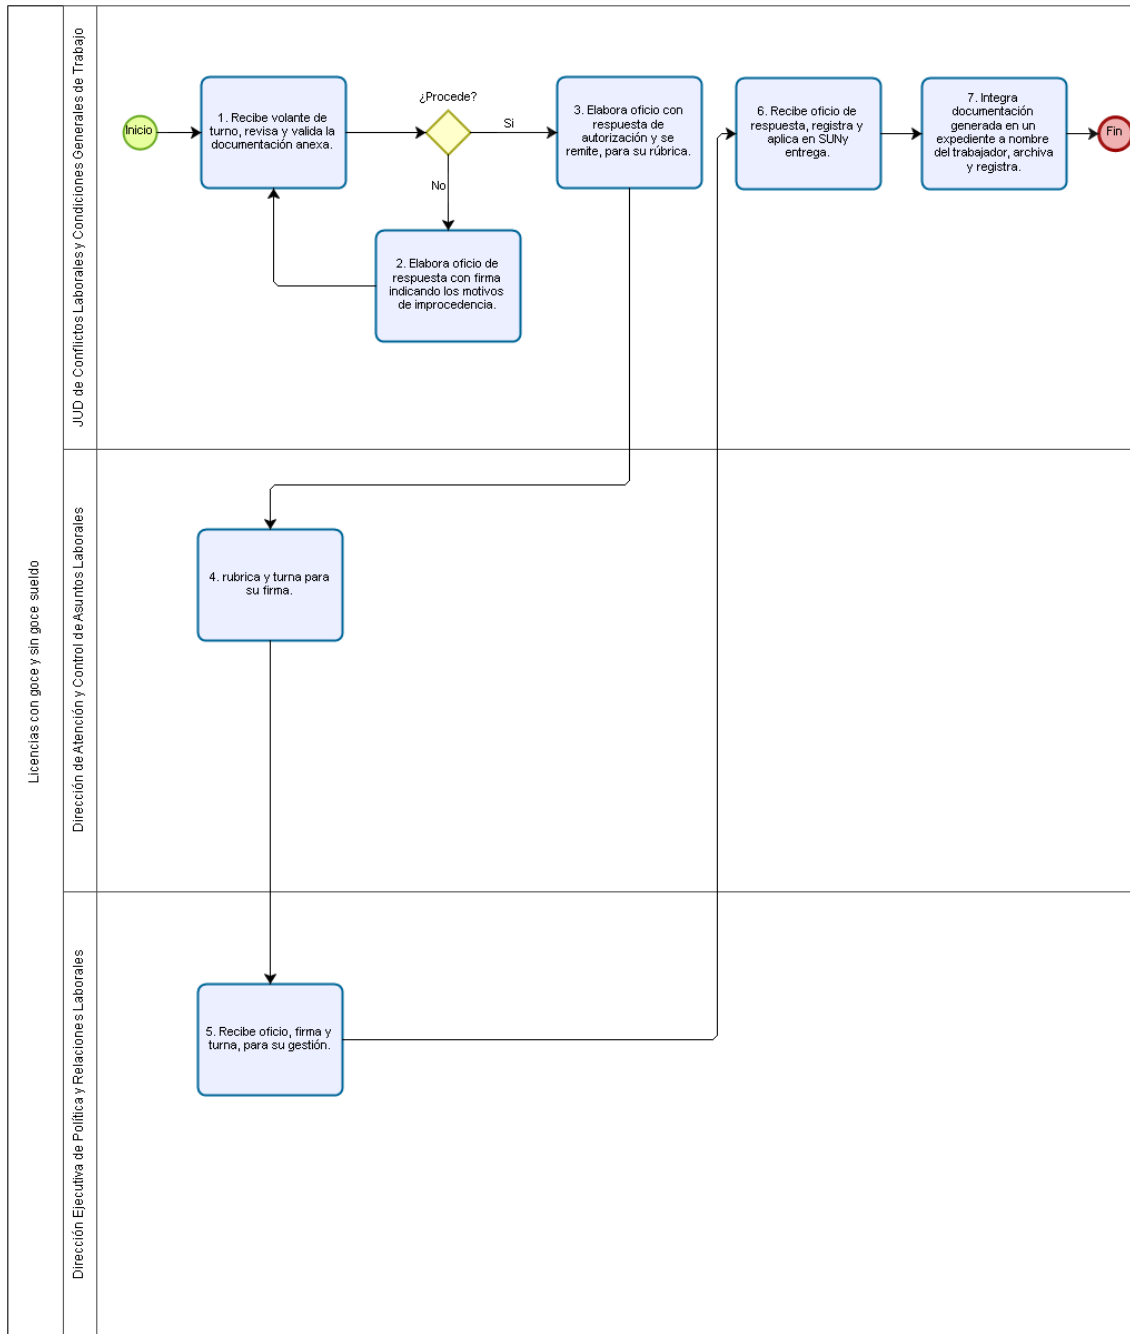 Licencias con goce y sin goce sueldo
JUD de Conflictos Laborales y Condiciones Generales de Trabajo
Inicio
1. Recibe volante de
turno, revisa y valida la
documentación anexa.
¿Procede?
Si
No
2. Elabora oficio de
respuesta con firma
indicando los motivos
de improcedencia.
3. Elabora oficio con
respuesta de
autorización y se
remite, para su rúbrica.
6. Recibe oficio de
respuesta, registra y
aplica en SUNy
entrega.
7. Integra
documentación
generada en un
expediente a nombre
del trabajador, archiva
y registra.
Fin
Dirección de Atención y Control de Asuntos Laborales
4. rubrica y turna para
su firma.
Dirección Ejecutiva de Política y Relaciones Laborales
5. Recibe oficio, firma y
turna, para su gestión.